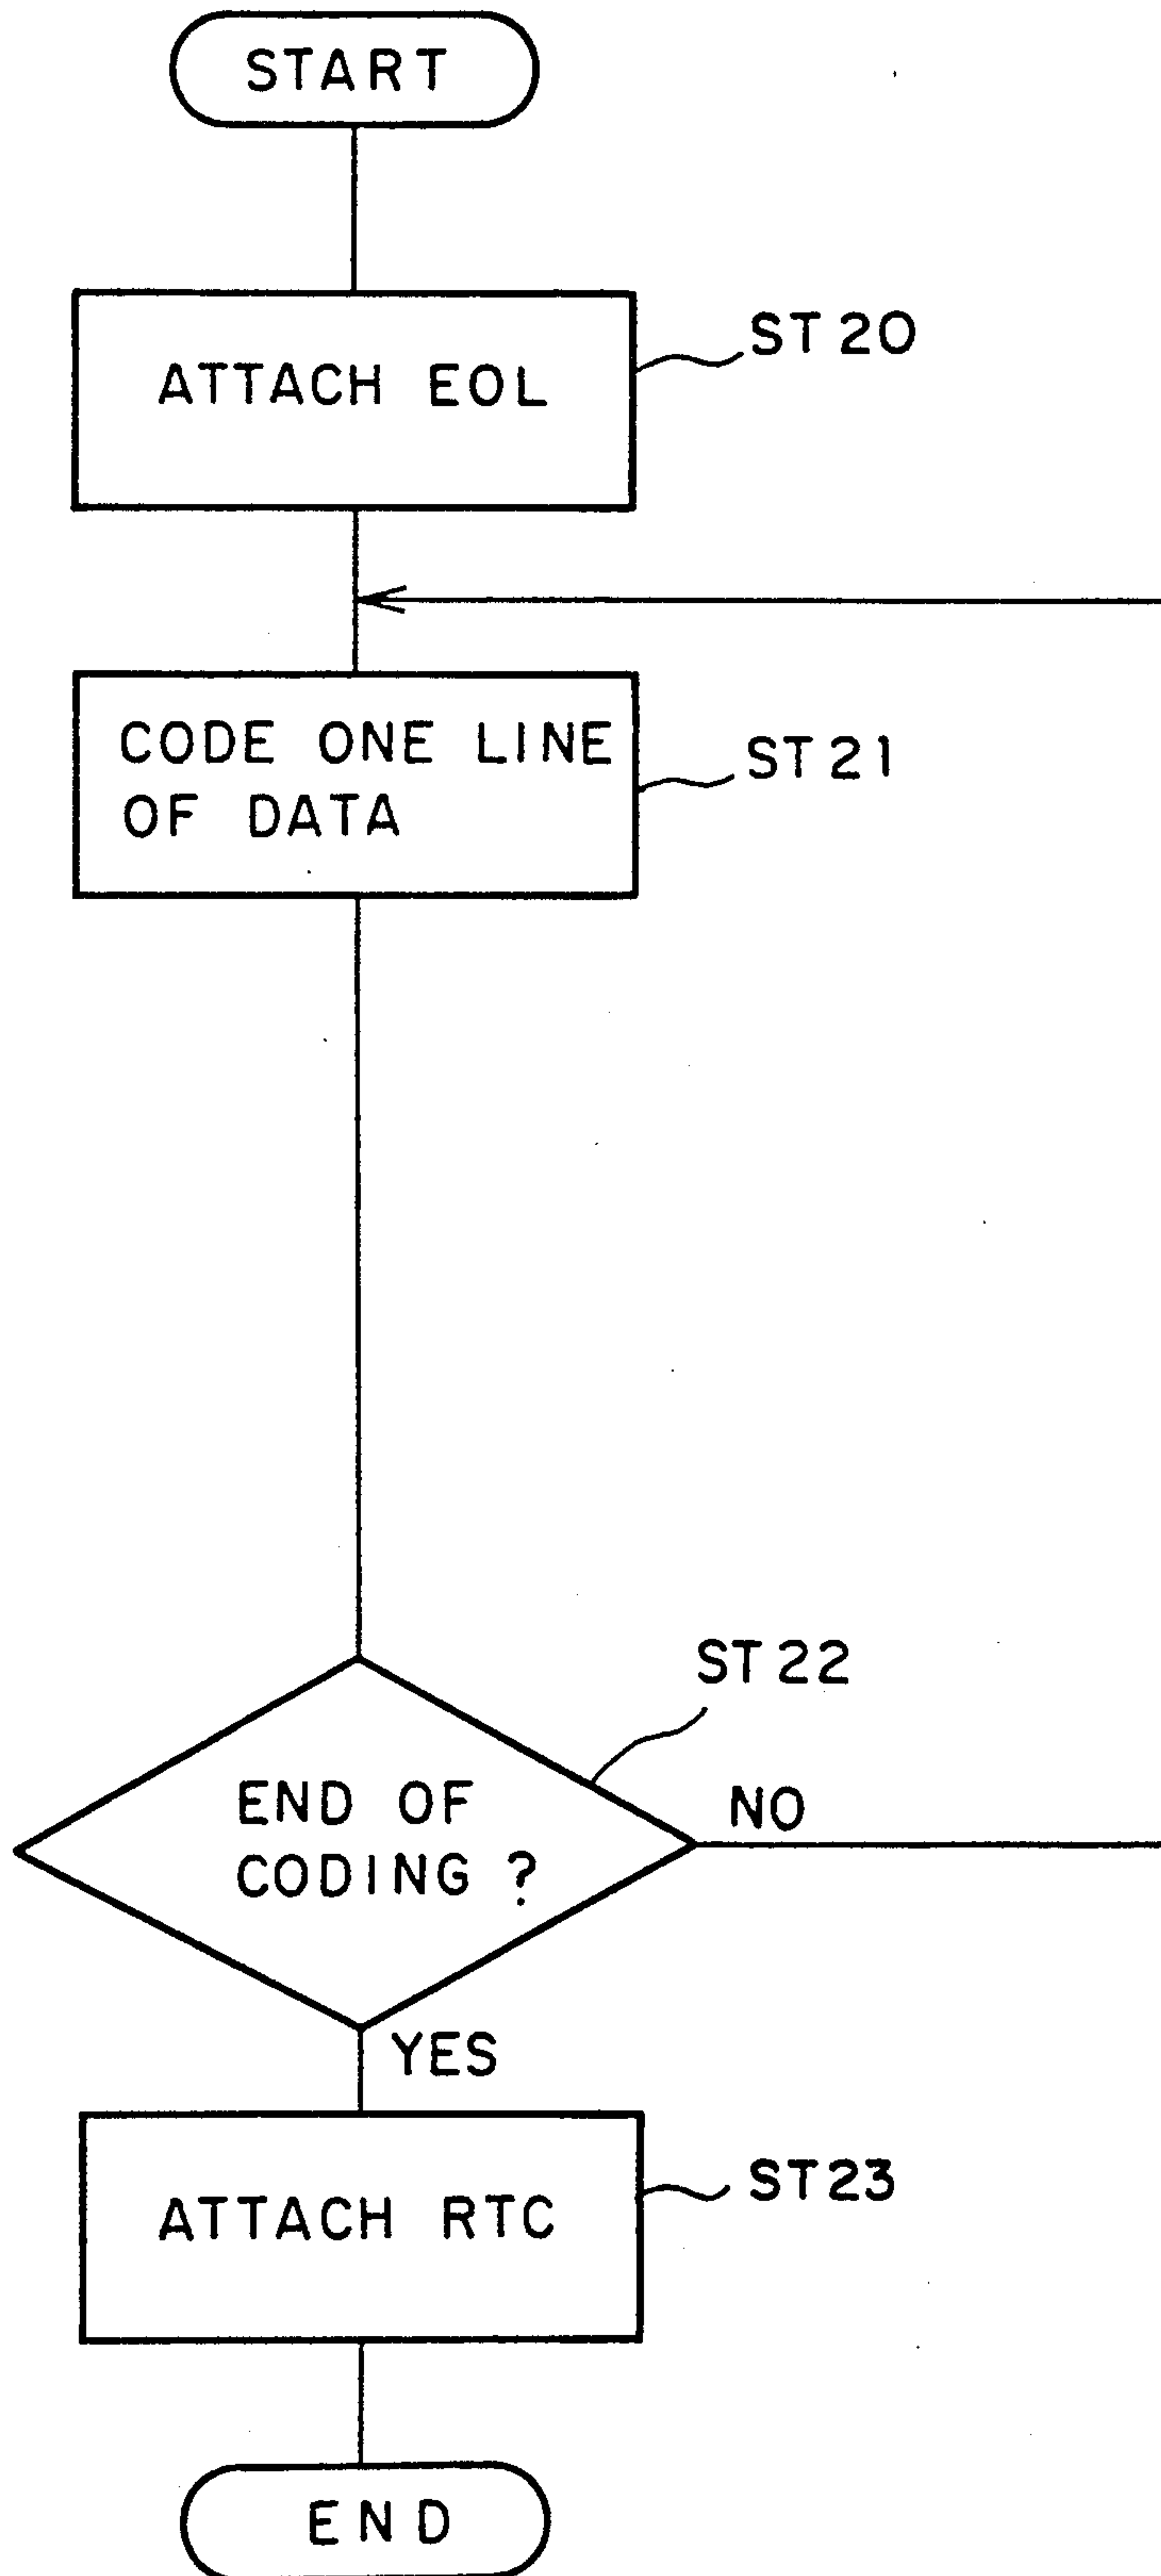 START
ATTACH EOL
ST20
CODE ONE LINE
OF DATA
ST21
ST22
END OF
CODING ?
NO
YES
ATTACH RTC
ST23
END